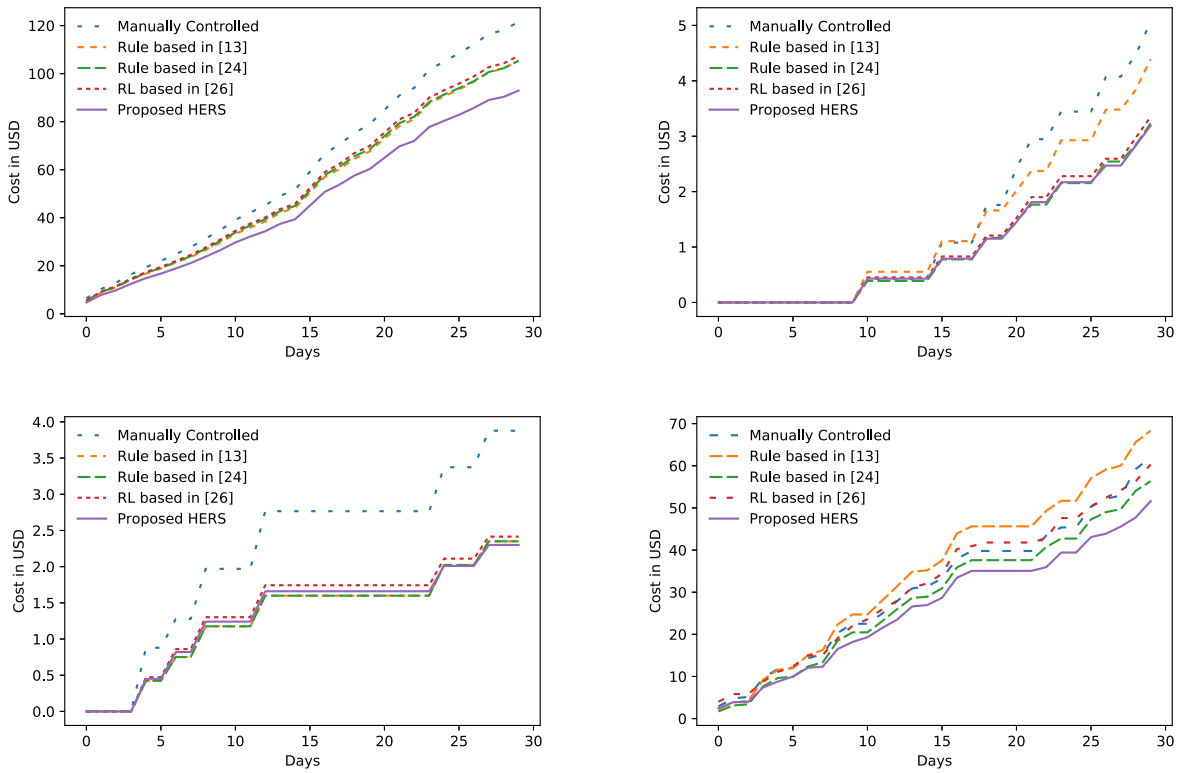 Manually Controlled
Rule based in [13]
Rule based in [24]
RL based in [26]
Proposed HERS
120
100
80
60
40
20
0
Cost in USD
0 5 10 15 20 25 30
Days
Manually Controlled
Rule based in [13]
Rule based in [24]
RL based in [26]
Proposed HERS
5
4
3
2
1
0
Cost in USD
0 5 10 15 20 25 30
Days
Manually Controlled
Rule based in [13]
Rule based in [24]
RL based in [26]
Proposed HERS
4.0
3.5
3.0
2.5
2.0
1.5
1.0
0.5
0.0
Cost in USD
0 5 10 15 20 25 30
Days
Manually Controlled
Rule based in [13]
Rule based in [24]
RL based in [26]
Proposed HERS
70
60
50
40
30
20
10
0
Cost in USD
0 5 10 15 20 25 30
Days